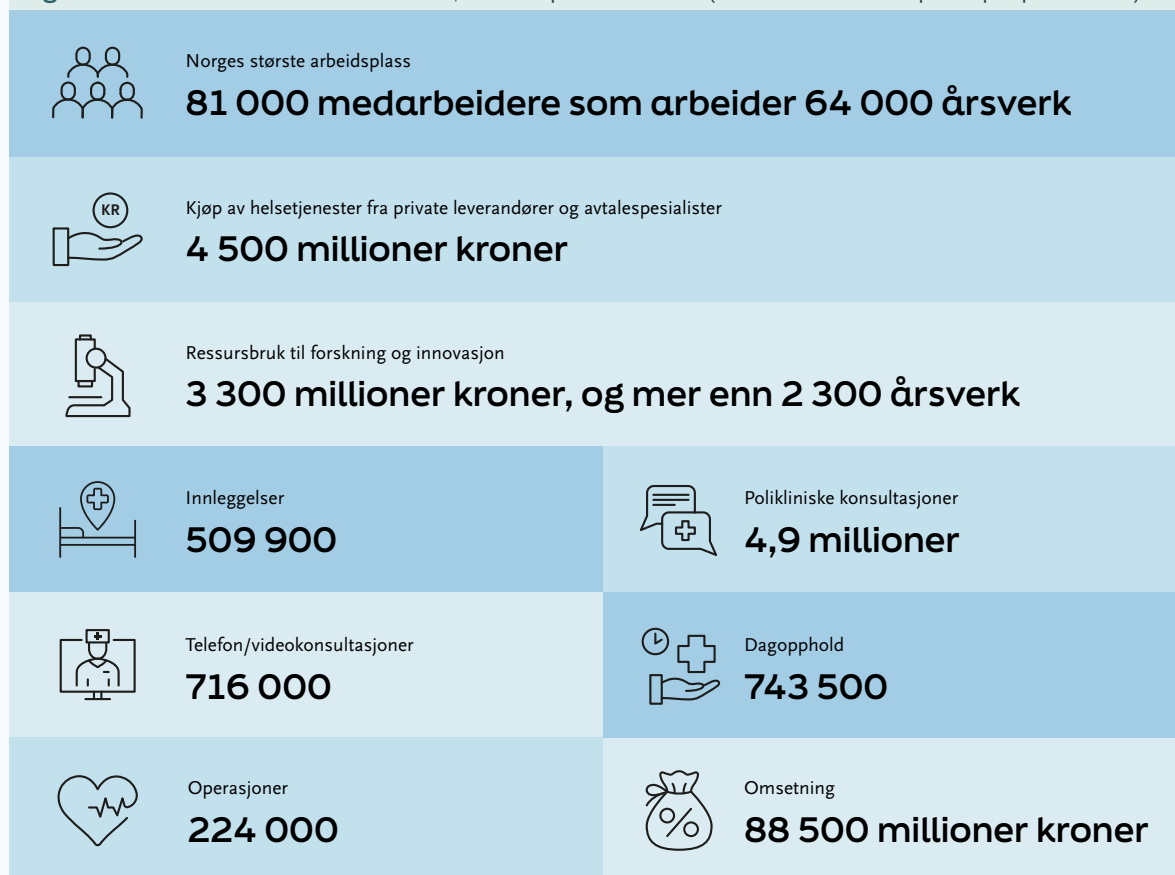 Norges største arbeidsplass
81 000 medarbeidere som arbeider 64 000 årsverk
KR
Kjøp av helsetjenester fra private leverandører og avtalespesialister
4 500 millioner kroner
Ressursbruk til forskning og innovasjon
3 300 millioner kroner, og mer enn 2 300 årsverk
Innleggelser
509 900
Polikliniske konsultasjoner
4,9 millioner
Telefon/videokonsultasjoner
716 000
Dagopphold
743 500
Operasjoner
224 000
%
Omsetning
88 500 millioner kroner